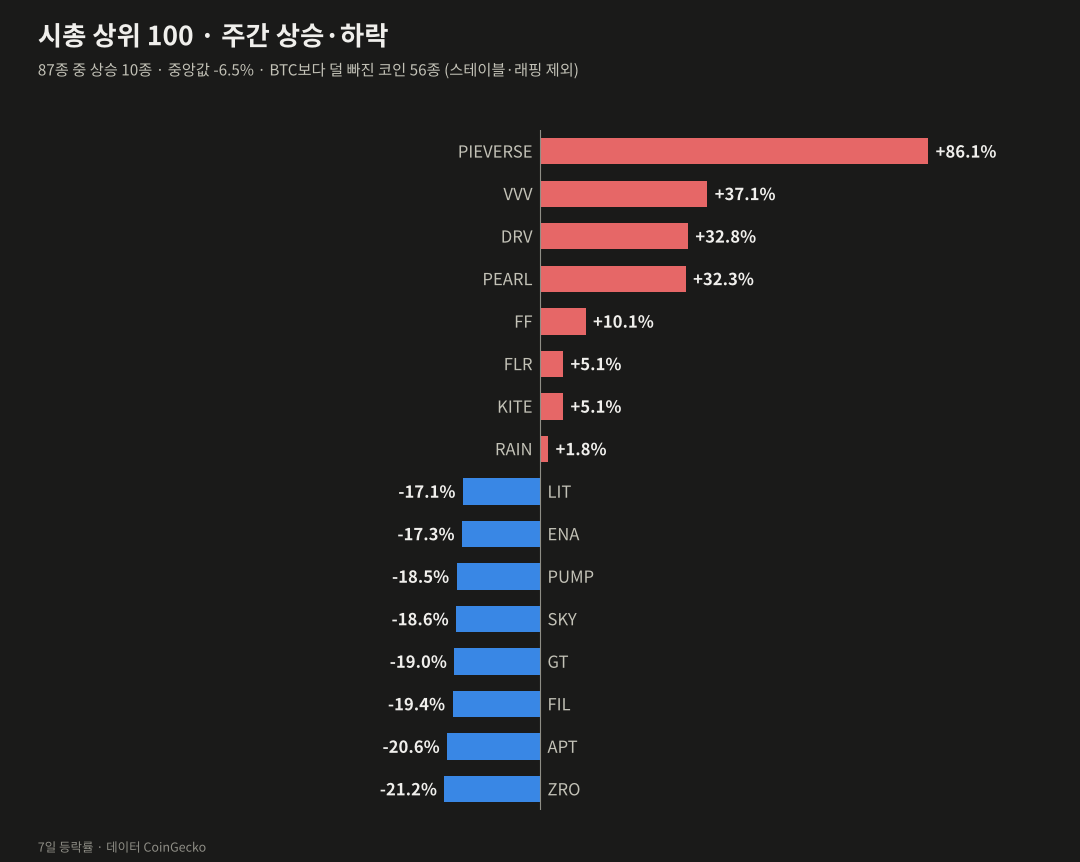 시총 상위 100 · 주간 상승·하락
87종 중 상승 10종 · 중앙값 -6.5% · BTC보다 덜 빠진 코인 56종 (스테이블·래핑 제외)
PIEVERSE +86.1%
VVV +37.1%
DRV +32.8%
PEARL +32.3%
FF +10.1%
FLR +5.1%
KITE +5.1%
RAIN +1.8%
-17.1% LIT
-17.3% ENA
-18.5% PUMP
-18.6% SKY
-19.0% GT
-19.4% FIL
-20.6% APT
-21.2% ZRO
7일 등락률 · 데이터 CoinGecko